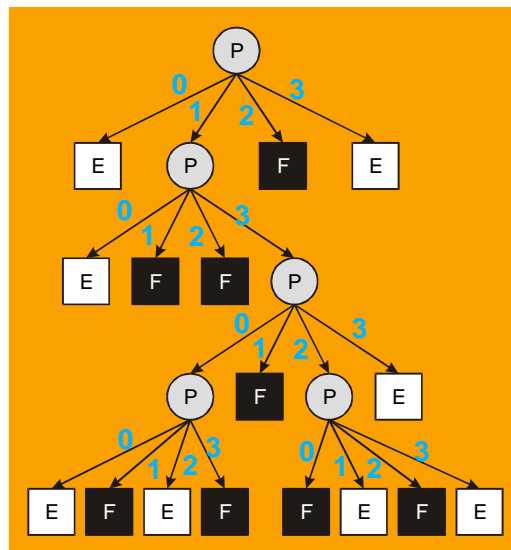 P
0 1 2 3
E P F E
0 1 2 3
E F F P
0 1 2 3
P F P E
0 1 2 3 0 1 2 3
E F E F F E F E